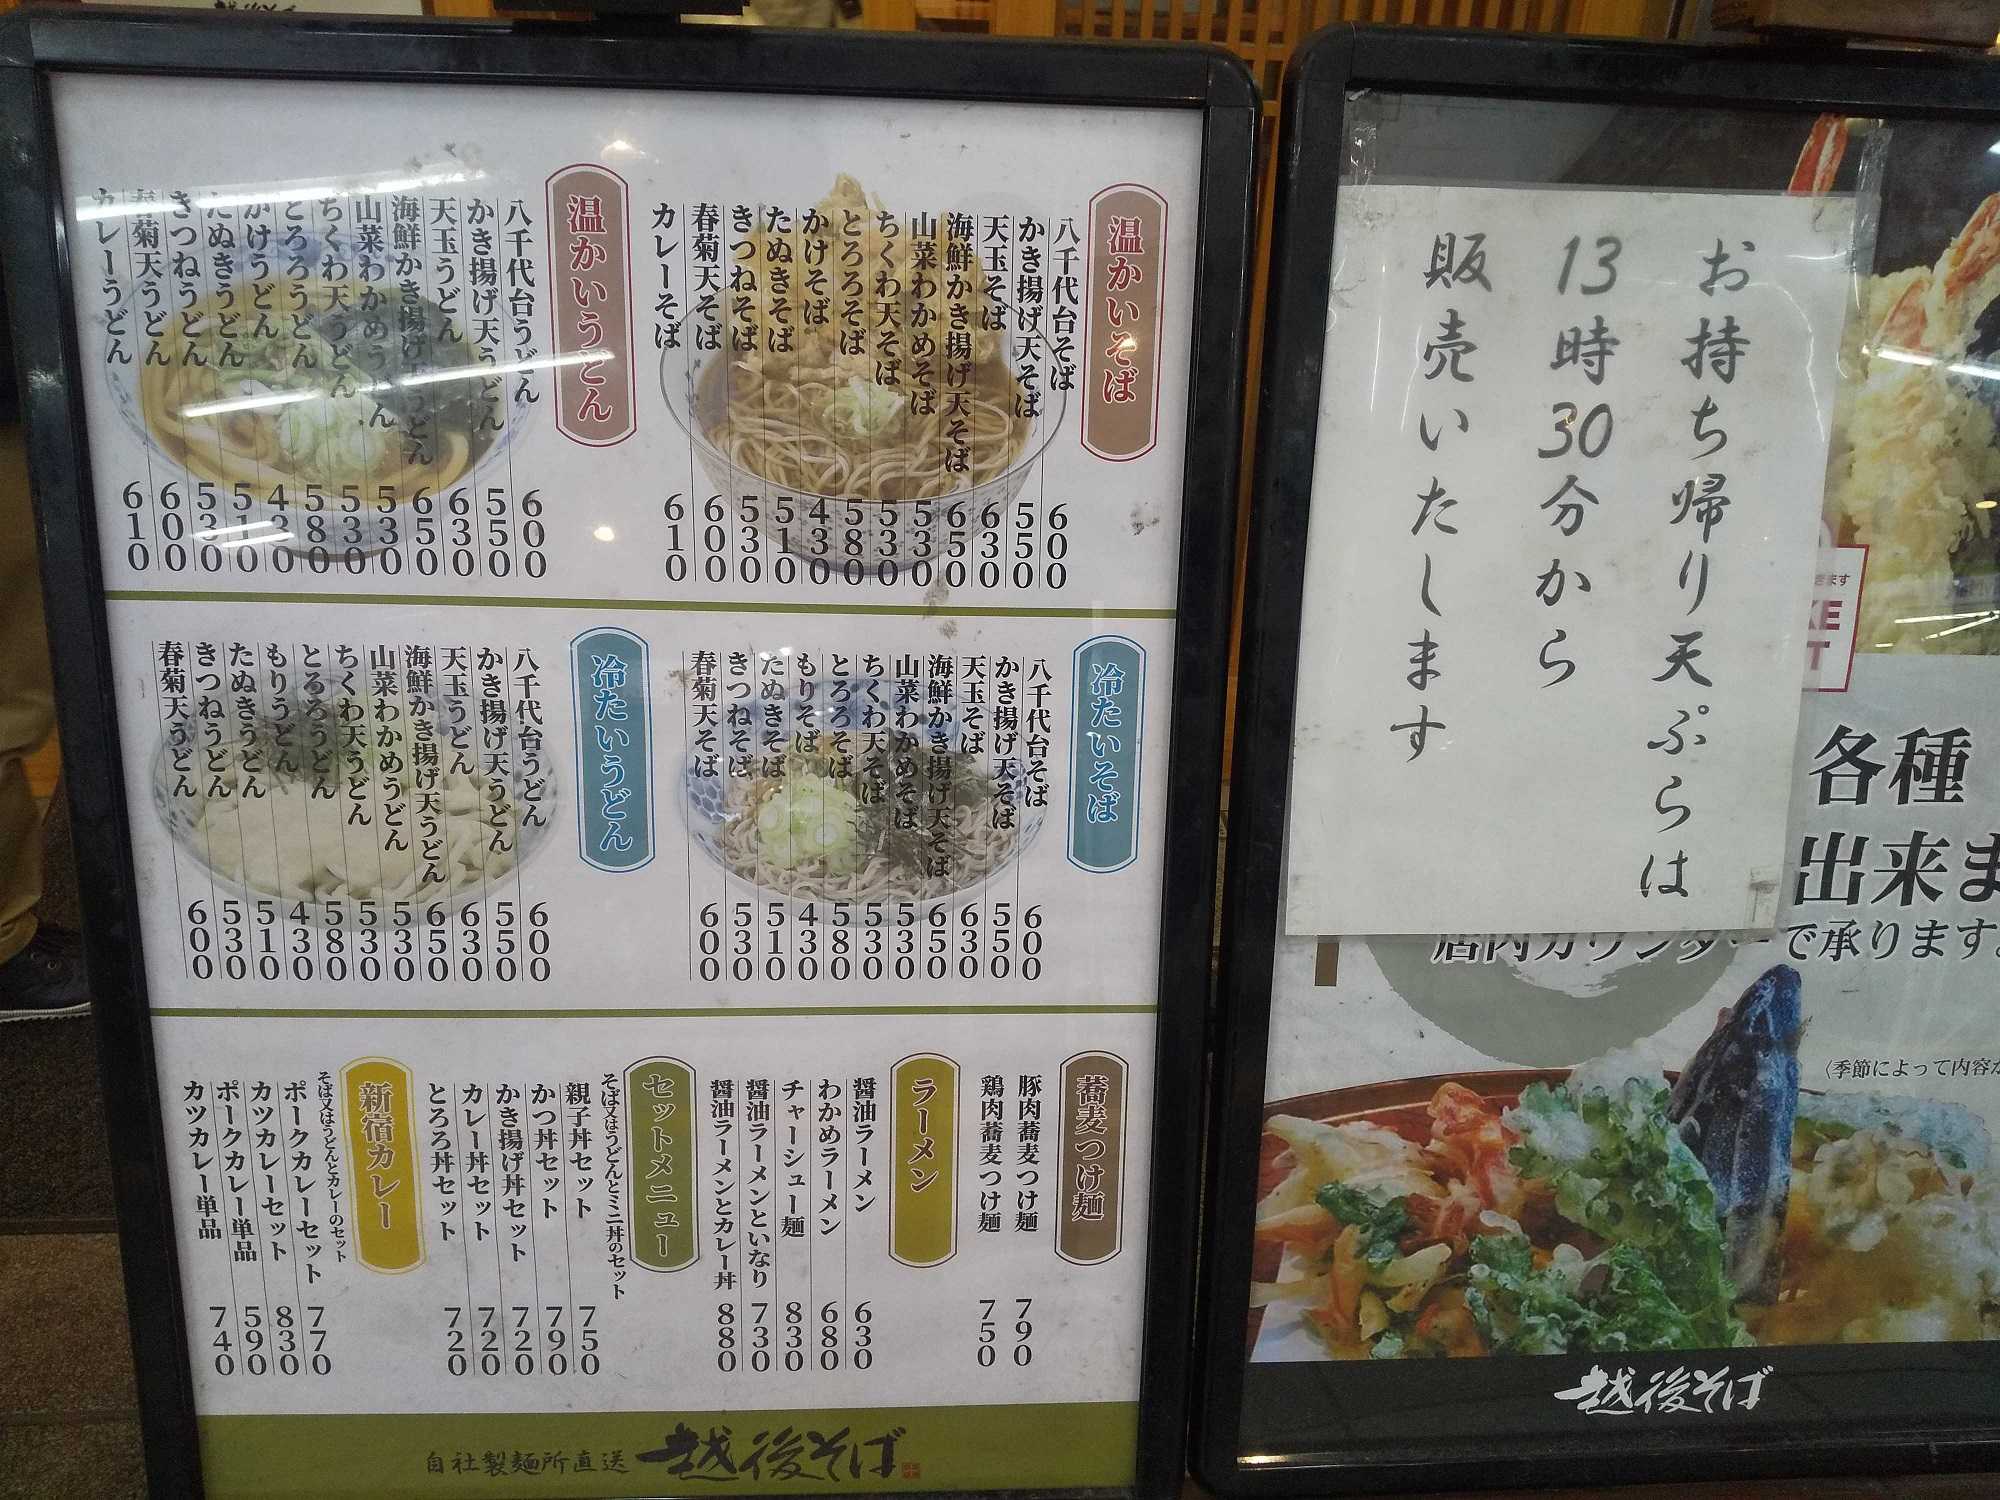 温かいそば
八千代台そば 600
かき揚げ天そば 550
天玉そば 630
海鮮かき揚げ天そば 650
山菜わかめそば 530
ちくわ天そば 530
とろろそば 580
かけそば 430
たぬきそば 510
きつねそば 530
春菊天そば 600
カレーそば 610
温かいうどん
八千代台うどん 600
かき揚げ天うどん 550
天玉うどん 630
海鮮かき揚げ天うどん 650
山菜わかめうどん 530
ちくわ天うどん 530
とろろうどん 580
かけうどん 430
たぬきうどん 510
きつねうどん 530
春菊天うどん 600
カレーうどん 610
冷たいそば
八千代台そば 600
かき揚げ天そば 550
天玉そば 630
海鮮かき揚げ天そば 650
山菜わかめそば 530
ちくわ天そば 530
とろろそば 580
もりそば 430
たぬきそば 510
きつねそば 530
春菊天そば 600
冷たいうどん
八千代台うどん 600
かき揚げ天うどん 550
天玉うどん 630
海鮮かき揚げ天うどん 650
山菜わかめうどん 530
ちくわ天うどん 530
とろろうどん 580
もりうどん 430
たぬきうどん 510
きつねうどん 530
春菊天うどん 600
蕎麦つけ麺
豚肉蕎麦つけ麺 790
鶏肉蕎麦つけ麺 750
ラーメン
醤油ラーメン 630
わかめラーメン 680
チャーシュー麺 830
醤油ラーメンといなり 730
醤油ラーメンとカレー丼 880
セットメニュー
そば又はうどんとミニ丼のセット
親子丼セット 750
かつ丼セット 790
かき揚げ丼セット 720
カレー丼セット 720
とろろ丼セット 720
新宿カレー
そば又はうどんとカレーのセット
ポークカレーセット 770
カツカレーセット 830
ポークカレー単品 590
カツカレー単品 740
自社製麺所直送 越後そば
お持ち帰り天ぷらは
13時30分から
販売いたします
各種
出来ま
店内カウンターで承ります。
(季節によって内容が
越後そば